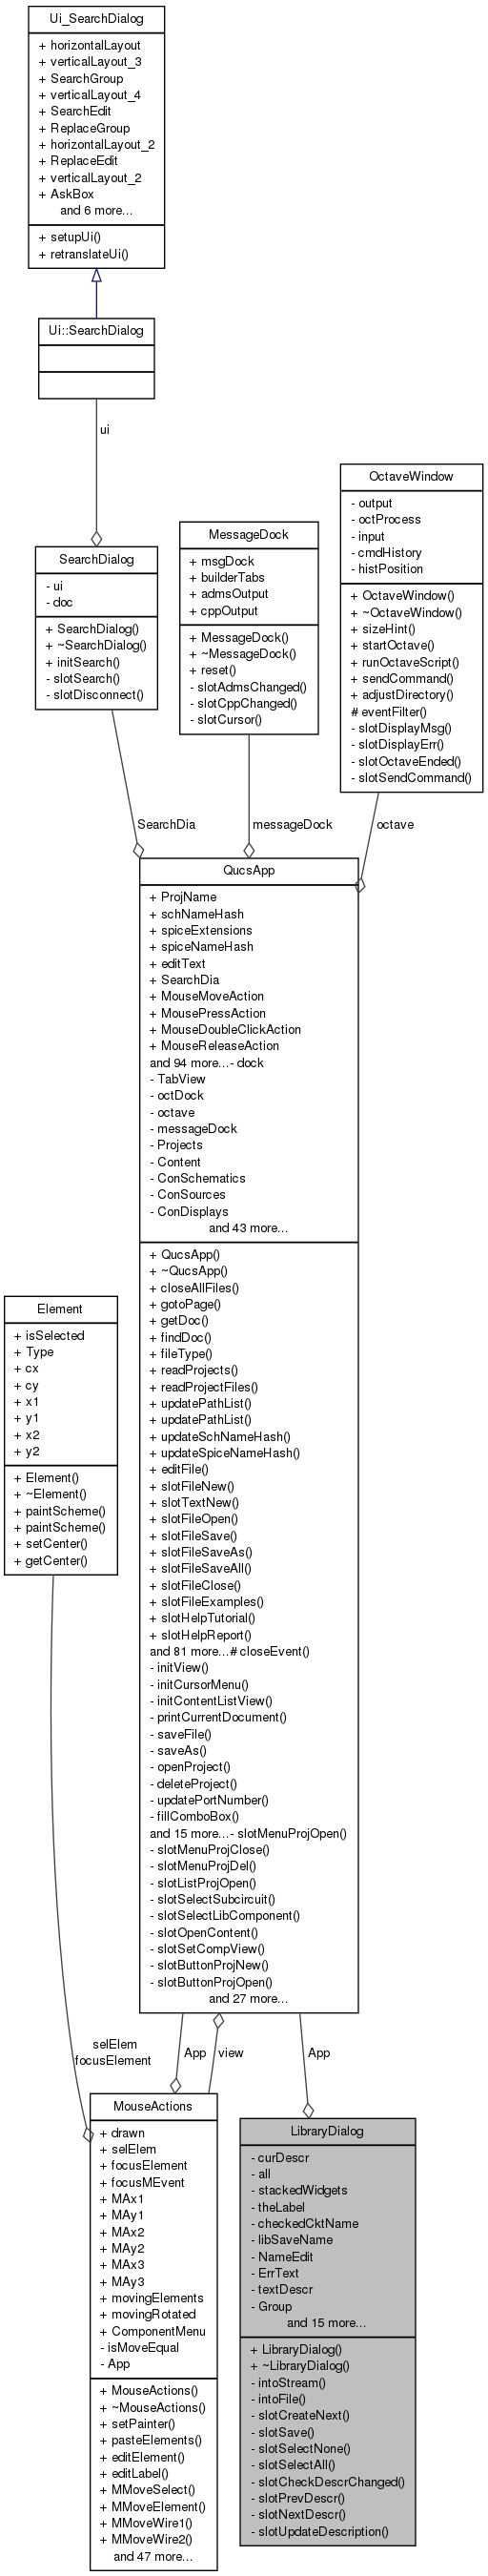 Ui_SearchDialog
+ horizontalLayout
+ verticalLayout_3
+ SearchGroup
+ verticalLayout_4
+ SearchEdit
+ ReplaceGroup
+ horizontalLayout_2
+ ReplaceEdit
+ verticalLayout_2
+ AskBox
and 6 more...
+ setupUi()
+ retranslateUi()
Ui::SearchDialog
ui
SearchDialog
- ui
- doc
+ SearchDialog()
+ ~SearchDialog()
+ initSearch()
- slotSearch()
- slotDisconnect()
MessageDock
+ msgDock
+ builderTabs
+ admsOutput
+ cppOutput
+ MessageDock()
+ ~MessageDock()
+ reset()
- slotAdmsChanged()
- slotCppChanged()
- slotCursor()
OctaveWindow
- output
- octProcess
- input
- cmdHistory
- histPosition
+ OctaveWindow()
+ ~OctaveWindow()
+ sizeHint()
+ startOctave()
+ runOctaveScript()
+ sendCommand()
+ adjustDirectory()
# eventFilter()
- slotDisplayMsg()
- slotDisplayErr()
- slotOctaveEnded()
- slotSendCommand()
SearchDia
messageDock
octave
QucsApp
+ ProjName
+ schNameHash
+ spiceExtensions
+ spiceNameHash
+ editText
+ SearchDia
+ MouseMoveAction
+ MousePressAction
+ MouseDoubleClickAction
+ MouseReleaseAction
and 94 more...- dock
- TabView
- octDock
- octave
- messageDock
- Projects
- Content
- ConSchematics
- ConSources
- ConDisplays
and 43 more...
+ QucsApp()
+ ~QucsApp()
+ closeAllFiles()
+ gotoPage()
+ getDoc()
+ findDoc()
+ fileType()
+ readProjects()
+ readProjectFiles()
+ updatePathList()
+ updatePathList()
+ updateSchNameHash()
+ updateSpiceNameHash()
+ editFile()
+ slotFileNew()
+ slotTextNew()
+ slotFileOpen()
+ slotFileSave()
+ slotFileSaveAs()
+ slotFileSaveAll()
+ slotFileClose()
+ slotFileExamples()
+ slotHelpTutorial()
+ slotHelpReport()
and 81 more...# closeEvent()
- initView()
- initCursorMenu()
- initContentListView()
- printCurrentDocument()
- saveFile()
- saveAs()
- openProject()
- deleteProject()
- updatePortNumber()
- fillComboBox()
and 15 more...- slotMenuProjOpen()
- slotMenuProjClose()
- slotMenuProjDel()
- slotListProjOpen()
- slotSelectSubcircuit()
- slotSelectLibComponent()
- slotOpenContent()
- slotSetCompView()
- slotButtonProjNew()
- slotButtonProjOpen()
and 27 more...
Element
+ isSelected
+ Type
+ cx
+ cy
+ x1
+ y1
+ x2
+ y2
+ Element()
+ ~Element()
+ paintScheme()
+ paintScheme()
+ setCenter()
+ getCenter()
selElem
focusElement
App
view
App
MouseActions
+ drawn
+ selElem
+ focusElement
+ focusMEvent
+ MAx1
+ MAy1
+ MAx2
+ MAy2
+ MAx3
+ MAy3
+ movingElements
+ movingRotated
+ ComponentMenu
- isMoveEqual
- App
+ MouseActions()
+ ~MouseActions()
+ setPainter()
+ pasteElements()
+ editElement()
+ editLabel()
+ MMoveSelect()
+ MMoveElement()
+ MMoveWire1()
+ MMoveWire2()
and 47 more...
LibraryDialog
- curDescr
- all
- stackedWidgets
- theLabel
- checkedCktName
- libSaveName
- NameEdit
- ErrText
- textDescr
- Group
and 15 more...
+ LibraryDialog()
+ ~LibraryDialog()
- intoStream()
- intoFile()
- slotCreateNext()
- slotSave()
- slotSelectNone()
- slotSelectAll()
- slotCheckDescrChanged()
- slotPrevDescr()
- slotNextDescr()
- slotUpdateDescription()